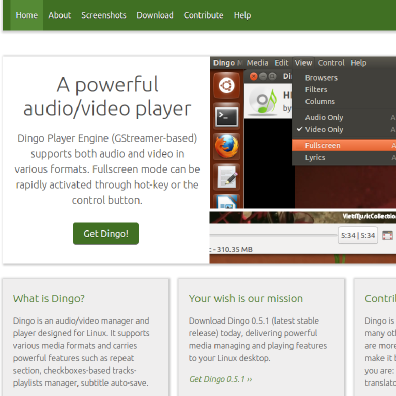 Home About Screenshots Download Contribute Help
A powerful
audio/video player
Dingo Player Engine (GStreamer-based)
supports both audio and video in
various formats. Fullscreen mode can be
rapidly activated through hot-key or the
control button.
Get Dingo!
Dingo Media Edit View Control Help
Browsers
Filters
Columns
Audio Only
Video Only
Fullscreen
Lyrics
5:34 | 5:34
- 310.35 MB
What is Dingo?
Dingo is an audio/video manager and
player designed for Linux. It supports
various media formats and carries
powerful features such as repeat
section, checkboxes-based tracks-
playlists manager, subtitle auto-save.
Your wish is our mission
Download Dingo 0.5.1 (latest stable
release) today, delivering powerful
media managing and playing features
to your Linux desktop.
Get Dingo 0.5.1 ››
Contri
Dingo is
many ot
are more
make it b
you are:
translato